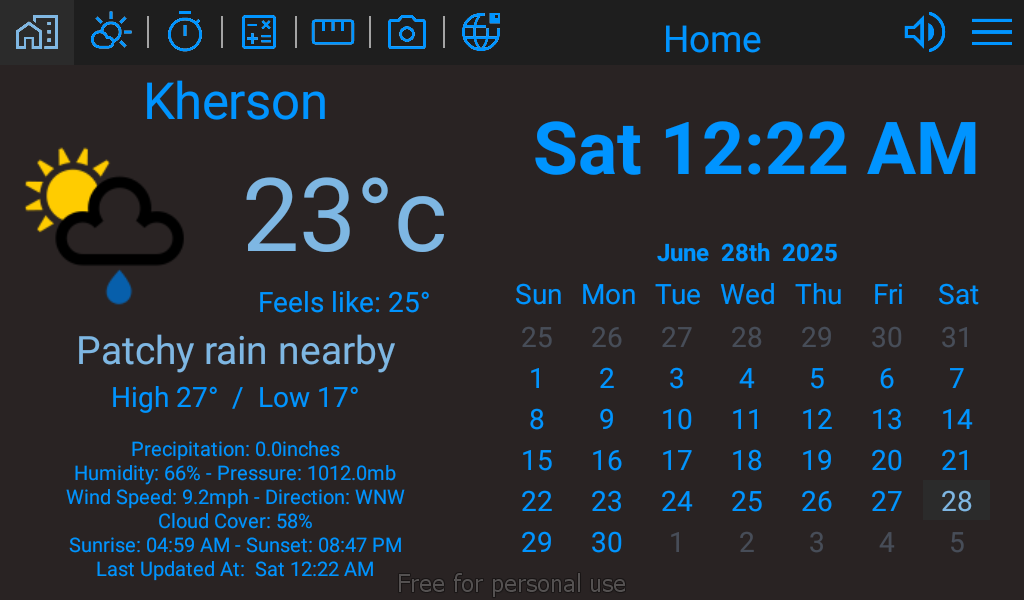 Home
Kherson
23°c
Feels like: 25°
Patchy rain nearby
High 27° / Low 17°
Precipitation: 0.0inches
Humidity: 66% - Pressure: 1012.0mb
Wind Speed: 9.2mph - Direction: WNW
Cloud Cover: 58%
Sunrise: 04:59 AM - Sunset: 08:47 PM
Last Updated At: Sat 12:22 AM
Sat 12:22 AM
June 28th 2025
Sun Mon Tue Wed Thu Fri Sat
25 26 27 28 29 30 31
1 2 3 4 5 6 7
8 9 10 11 12 13 14
15 16 17 18 19 20 21
22 23 24 25 26 27 28
29 30 1 2 3 4 5
Free for personal use